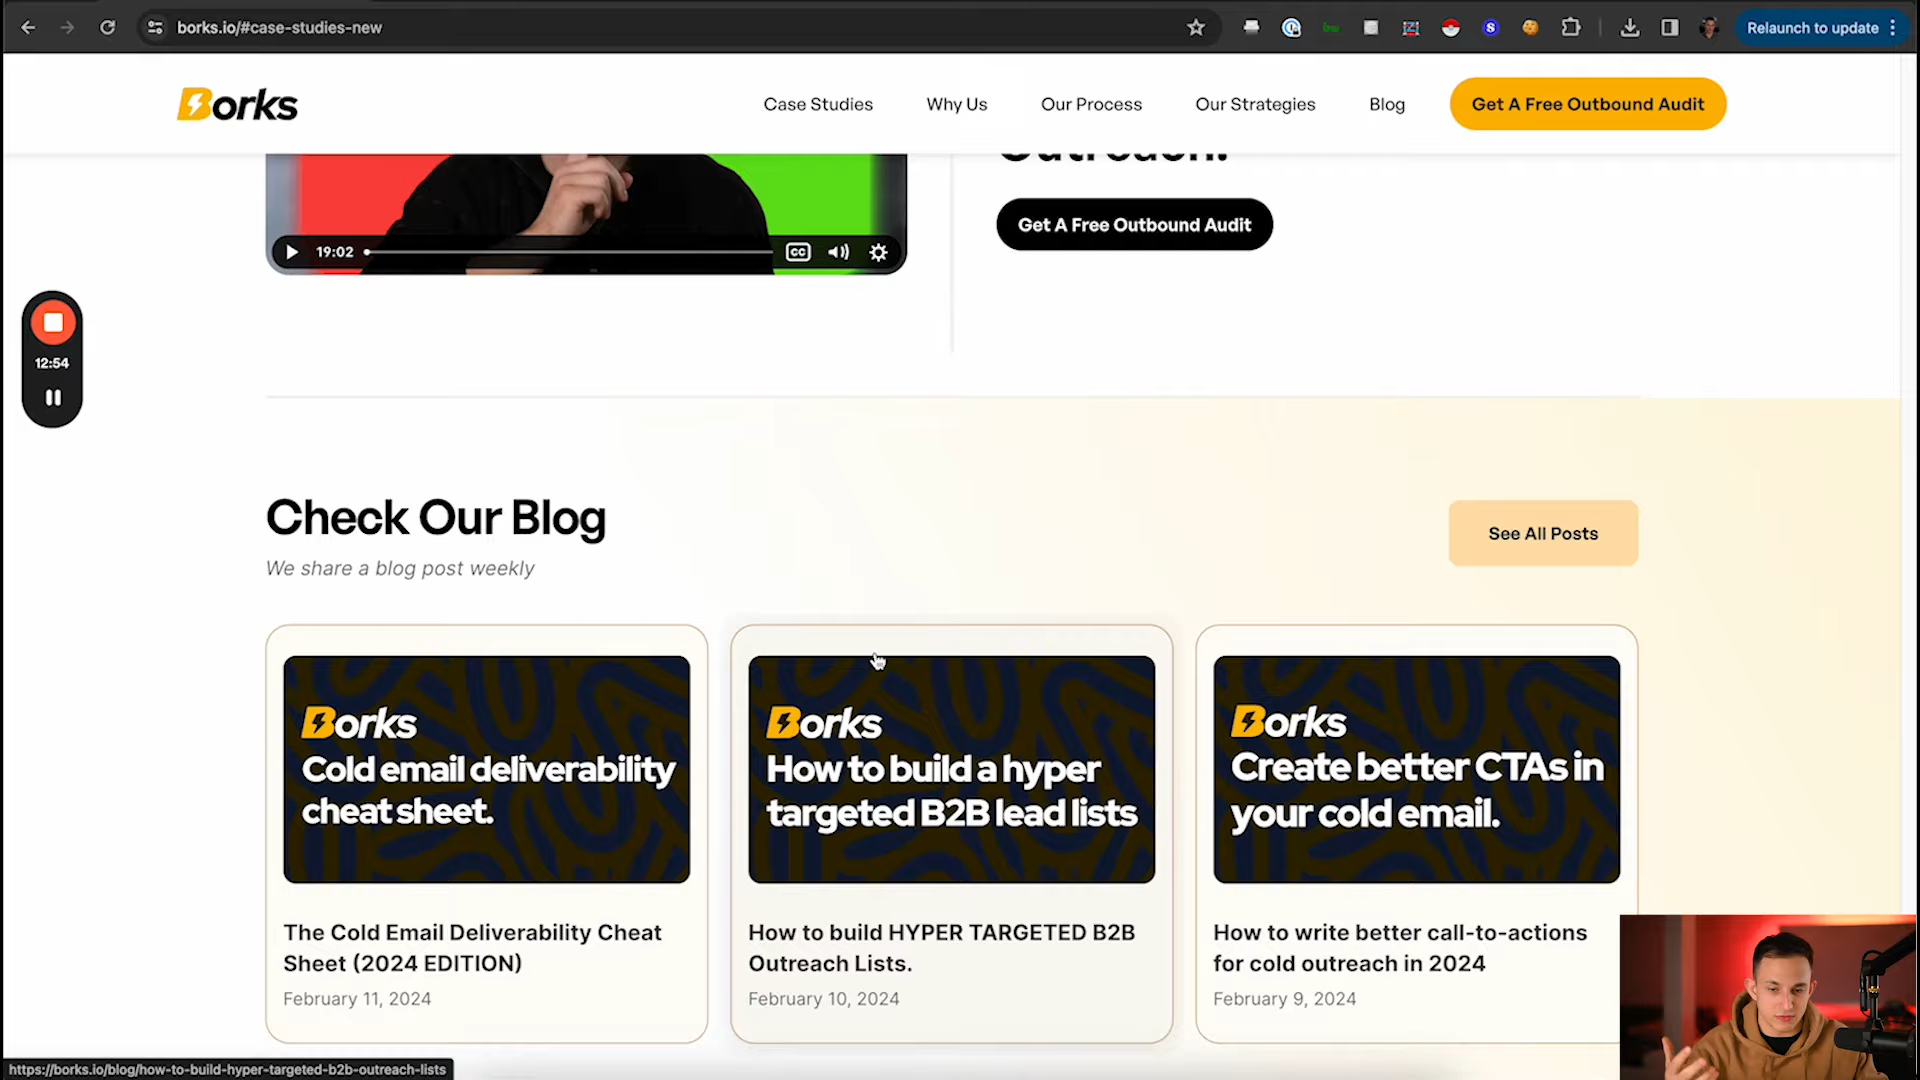 borks.io/#case-studies-new
Relaunch to update
Borks
Case Studies
Why Us
Our Process
Our Strategies
Blog
Get A Free Outbound Audit
Outreach.
Get A Free Outbound Audit
19:02
CC
12:54
Check Our Blog
We share a blog post weekly
See All Posts
Borks
Cold email deliverability
cheat sheet.
Borks
How to build a hyper
targeted B2B lead lists
Borks
Create better CTAs in
your cold email.
The Cold Email Deliverability Cheat
Sheet (2024 EDITION)
February 11, 2024
How to build HYPER TARGETED B2B
Outreach Lists.
February 10, 2024
How to write better call-to-actions
for cold outreach in 2024
February 9, 2024
https://borks.io/blog/how-to-build-hyper-targeted-b2b-outreach-lists